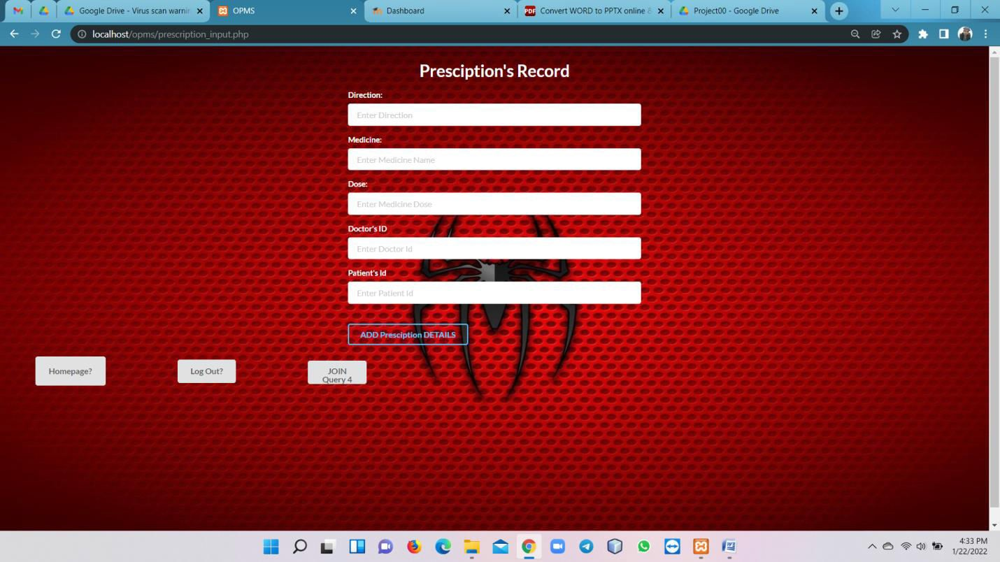 Google Drive - Virus scan warnin
OPMS
Dashboard
PDF
Convert WORD to PPTX online &
Project00 - Google Drive
localhost/opms/prescription_input.php
Presciption's Record
Direction:
Enter Direction
Medicine:
Enter Medicine Name
Dose:
Enter Medicine Dose
Doctor's ID
Enter Doctor Id
Patient's Id
Enter Patient Id
ADD Presciption DETAILS
Homepage?
Log Out?
JOIN
Query 4
4:33 PM
1/22/2022